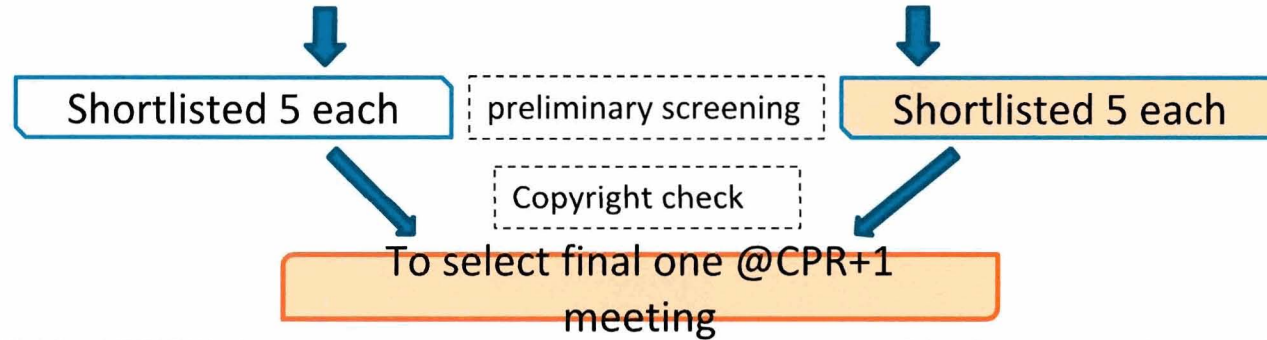 Shortlisted 5 each
preliminary screening
Shortlisted 5 each
Copyright check
To select final one @CPR+1
meeting